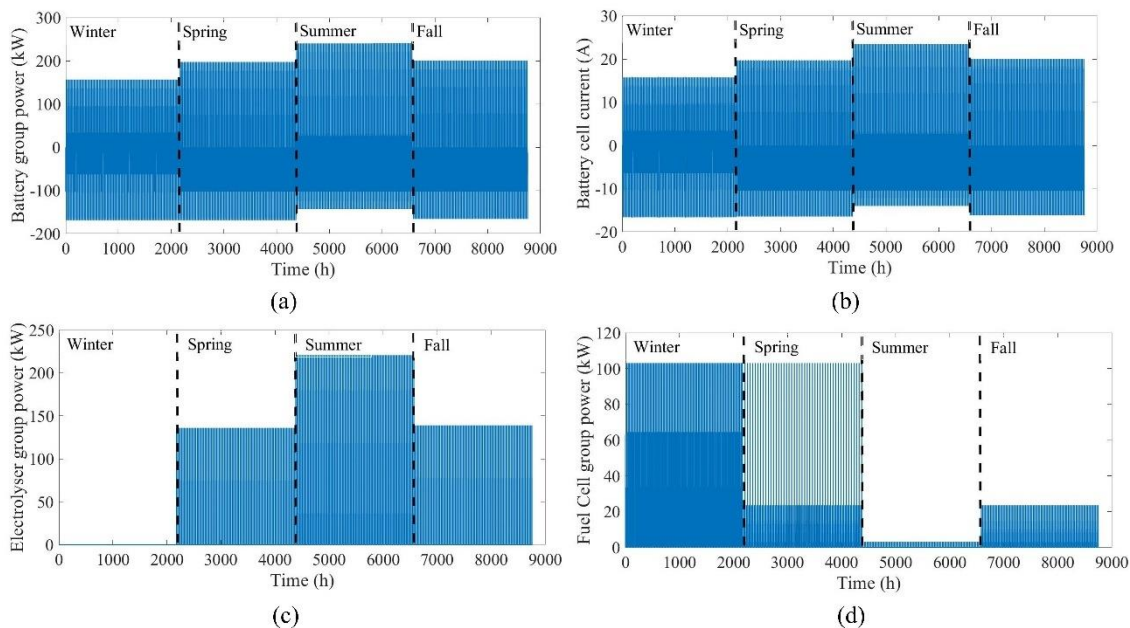 Battery group power (kW)
300
200
100
0
-100
-200
Winter
Spring
Summer
Fall
0
1000
2000
3000
4000
5000
6000
7000
8000
9000
Time (h)
(a)
Battery cell current (A)
30
20
10
0
-10
-20
Winter
Spring
Summer
Fall
0
1000
2000
3000
4000
5000
6000
7000
8000
9000
Time (h)
(b)
Electrolyser group power (kW)
250
200
150
100
50
0
Winter
Spring
Summer
Fall
0
1000
2000
3000
4000
5000
6000
7000
8000
9000
Time (h)
(c)
Fuel Cell group power (kW)
120
100
80
60
40
20
0
Winter
Spring
Summer
Fall
0
1000
2000
3000
4000
5000
6000
7000
8000
9000
Time (h)
(d)